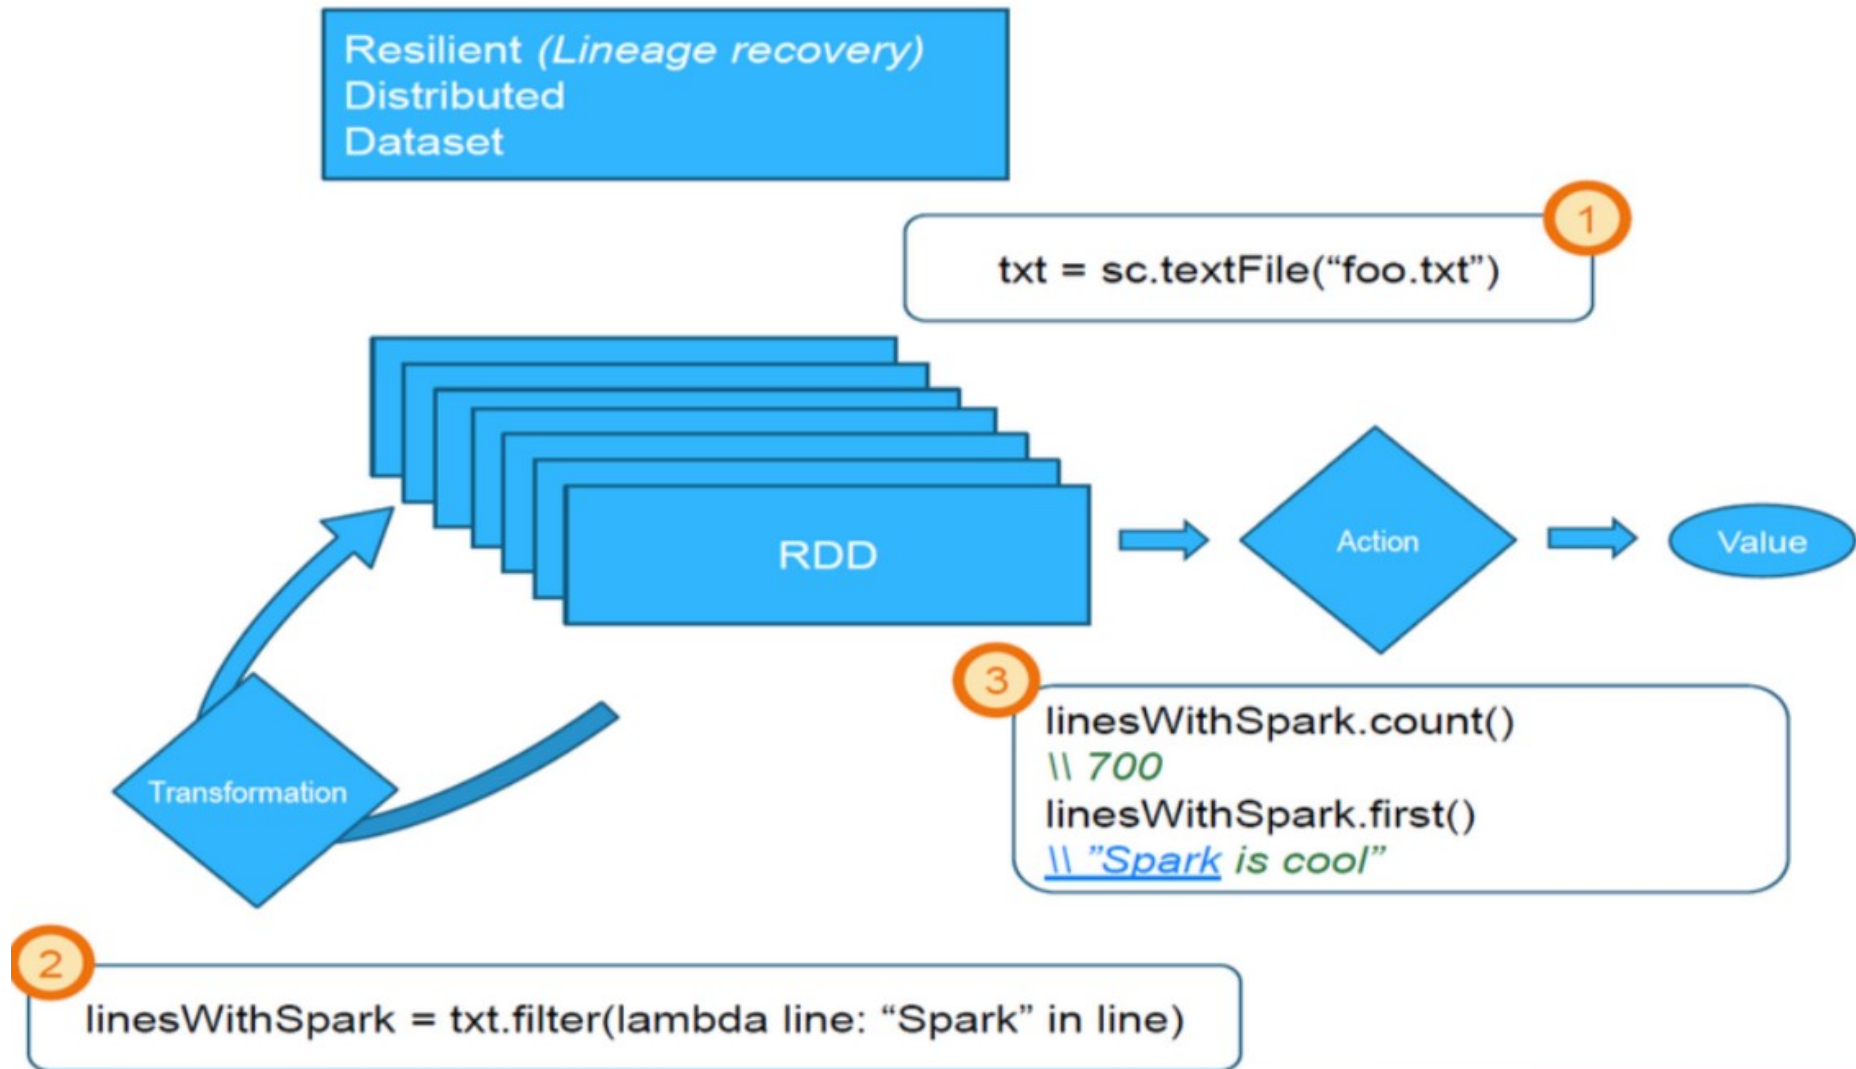 Resilient (Lineage recovery)
Distributed
Dataset
1
txt = sc.textFile(“foo.txt”)
RDD
Action
Value
Transformation
3
linesWithSpark.count()
\\ 700
linesWithSpark.first()
\\ ”Spark is cool”
2
linesWithSpark = txt.filter(lambda line: “Spark” in line)